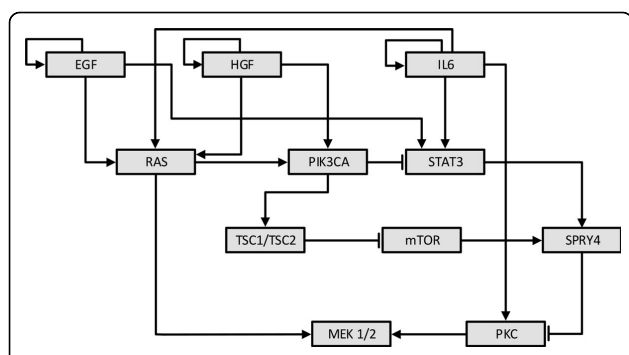 EGF
HGF
IL6
RAS
PIK3CA
STAT3
TSC1/TSC2
mTOR
SPRY4
MEK 1/2
PKC